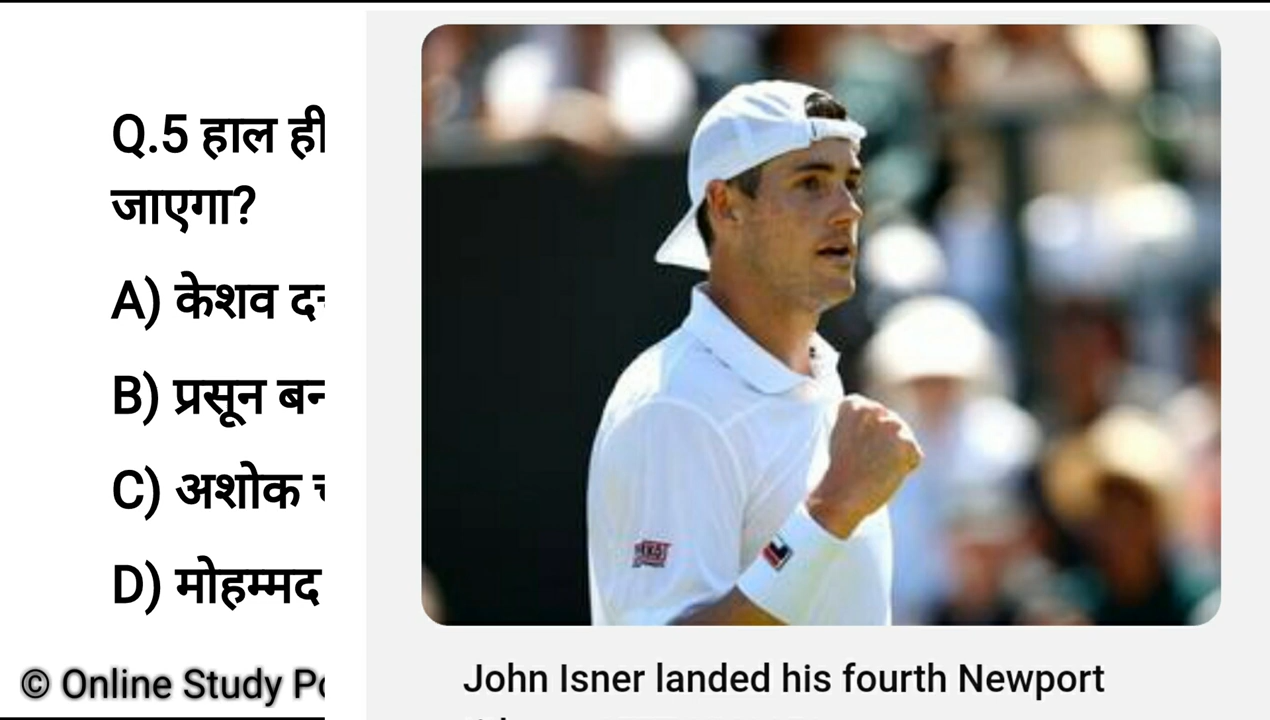 Q.5 हाल ही
जाएगा?
A) केशव
B) प्रसून
C) अशोक
D) मोहम्मद
© Online Study
John Isner landed his fourth Newport